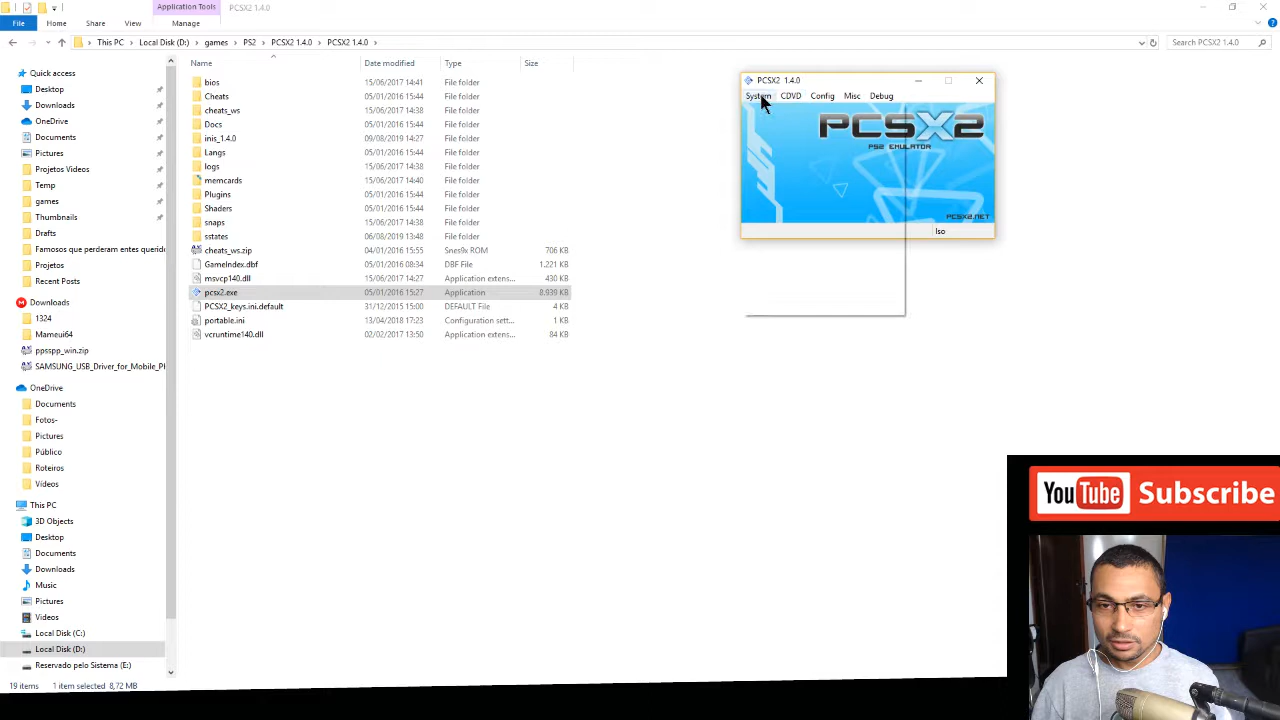 Application Tools
PCSX2 1.4.0
File
Home
Share
View
Manage
This PC > Local Disk (D:) > games > PS2 > PCSX2 1.4.0 > PCSX2 1.4.0 >
Search PCSX2 1.4.0
Quick access
Desktop
Downloads
OneDrive
Documents
Pictures
Projetos Videos
Temp
games
Thumbnails
Drafts
Famosos que perderam entes querido
Projetos
Recent Posts
Downloads
1324
Mameui64
ppsspp_win.zip
SAMSUNG_USB_Driver_for_Mobile_Pl
OneDrive
Documents
Fotos-
Pictures
Público
Roteiros
Vídeos
This PC
3D Objects
Desktop
Documents
Downloads
Music
Pictures
Videos
Local Disk (C:)
Local Disk (D:)
Reservado pelo Sistema (E:)
Name Date modified Type Size
bios 15/06/2017 14:41 File folder
Cheats 05/01/2016 15:44 File folder
cheats_ws 15/06/2017 14:38 File folder
Docs 05/01/2016 15:44 File folder
inis_1.4.0 09/08/2019 14:27 File folder
Langs 05/01/2016 15:44 File folder
logs 15/06/2017 14:38 File folder
memcards 15/06/2017 14:40 File folder
Plugins 05/01/2016 15:44 File folder
Shaders 05/01/2016 15:44 File folder
snaps 15/06/2017 14:38 File folder
sstates 06/08/2019 13:48 File folder
cheats_ws.zip 04/01/2016 15:55 Snes9x ROM 706 KB
GameIndex.dbf 05/01/2016 08:34 DBF File 1.221 KB
msvcp140.dll 15/06/2017 14:27 Application extens... 430 KB
pcsx2.exe 05/01/2016 15:27 Application 8.939 KB
PCSX2_keys.ini.default 31/12/2015 15:00 DEFAULT File 4 KB
portable.ini 13/04/2018 17:23 Configuration sett... 1 KB
vcruntime140.dll 02/02/2017 13:50 Application extens... 84 KB
PCSX2 1.4.0
System CDVD Config Misc Debug
PCSX2
PS2 EMULATOR
PCSX2.NET
Iso
YouTube Subscribe
19 items 1 item selected 8,72 MB